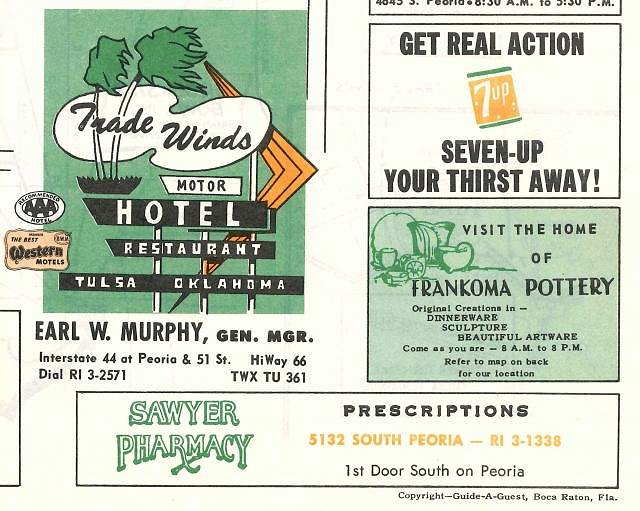 4645 S. Peoria • 8:30 A.M. to 5:30 P.M.
Trade Winds
MOTOR
HOTEL
RESTAURANT
TULSA OKLAHOMA
RECOMMENDED
AAA
HOTEL
MEMBER
THE BEST
Western
MOTELS
EARL W. MURPHY, GEN. MGR.
Interstate 44 at Peoria & 51 St. HiWay 66
Dial RI 3-2571 TWX TU 361
GET REAL ACTION
7up
SEVEN-UP
YOUR THIRST AWAY!
VISIT THE HOME
OF
FRANKOMA POTTERY
Original Creations in —
DINNERWARE
SCULPTURE
BEAUTIFUL ARTWARE
Come as you are — 8 A.M. to 8 P.M.
Refer to map on back
for our location
SAWYER
PHARMACY
PRESCRIPTIONS
5132 SOUTH PEORIA — RI 3-1338
1st Door South on Peoria
Copyright—Guide-A-Guest, Boca Raton, Fla.